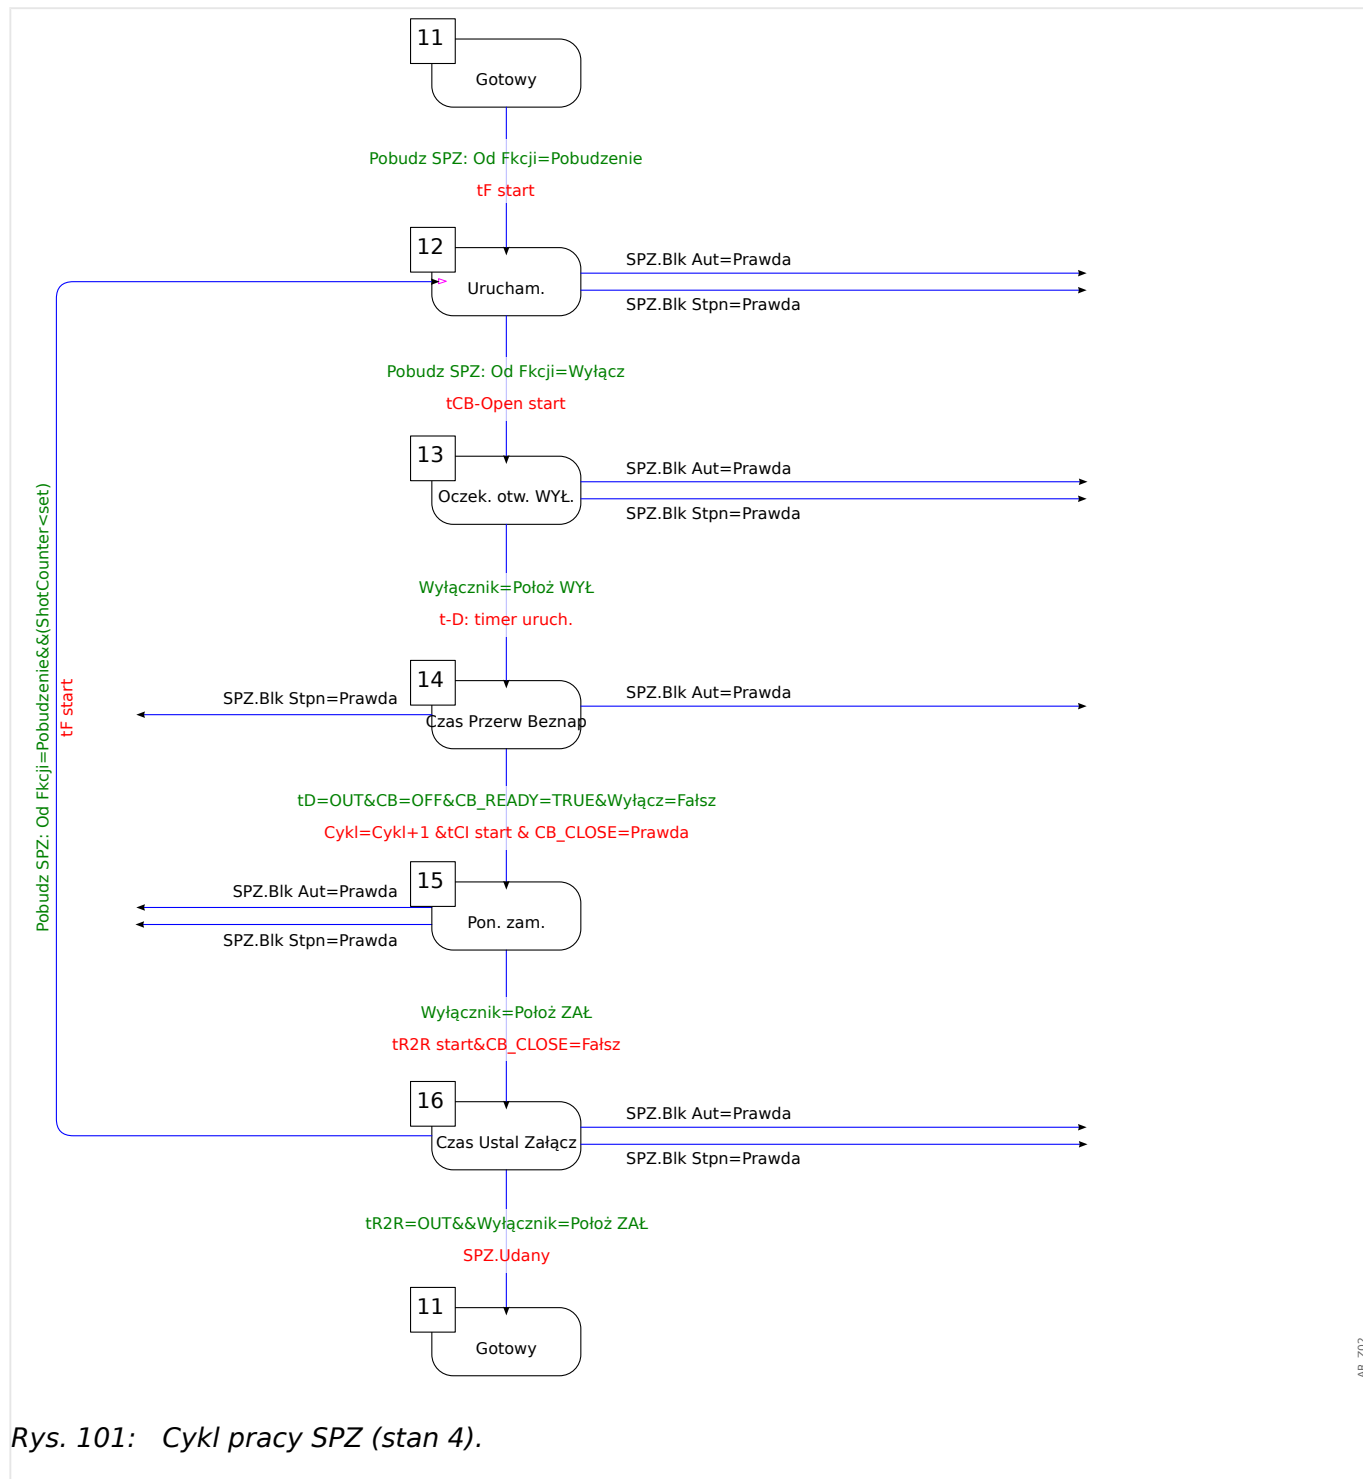 11
Gotowy
Pobudz SPZ: Od Fkcji=Pobudzenie
tF start
12
Urucham.
SPZ.Blk Aut=Prawda
SPZ.Blk Stpn=Prawda
Pobudz SPZ: Od Fkcji=Wyłącz
tCB-Open start
13
Oczek. otw. WYŁ.
SPZ.Blk Aut=Prawda
SPZ.Blk Stpn=Prawda
Pobudz SPZ: Od Fkcji=Pobudzenie&&(ShotCounter<set)
tF start
Wyłącznik=Położ WYŁ
t-D: timer uruch.
14
SPZ.Blk Stpn=Prawda
Czas Przerw Beznap
SPZ.Blk Aut=Prawda
tD=OUT&CB=OFF&CB_READY=TRUE&Wyłącz=Fałsz
Cykl=Cykl+1 &tCl start & CB_CLOSE=Prawda
15
SPZ.Blk Aut=Prawda
Pon. zam.
SPZ.Blk Stpn=Prawda
Wyłącznik=Położ ZAŁ
tR2R start&CB_CLOSE=Fałsz
16
Czas Ustal Załącz
SPZ.Blk Aut=Prawda
SPZ.Blk Stpn=Prawda
tR2R=OUT&&Wyłącznik=Położ ZAŁ
SPZ.Udany
11
Gotowy
AR_Z02
Rys. 101: Cykl pracy SPZ (stan 4).